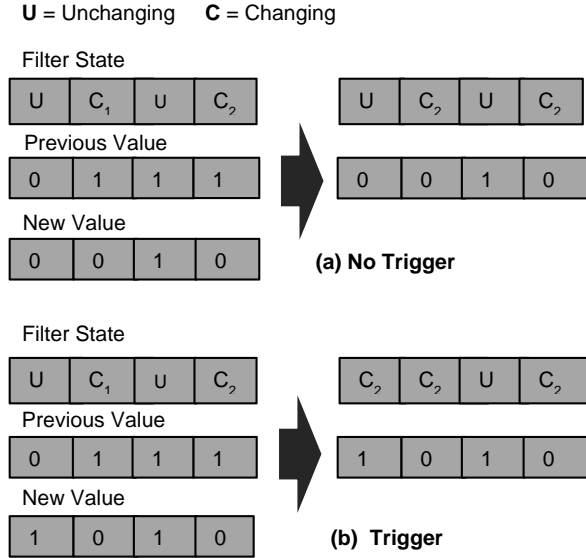 U = Unchanging C = Changing
Filter State
U C₁ U C₂ U C₂ U C₂
Previous Value
0 1 1 1 0 0 1 0
New Value
0 0 1 0 (a) No Trigger
Filter State
U C₁ U C₂ C₂ C₂ U C₂
Previous Value
0 1 1 1 1 0 1 0
New Value
1 0 1 0 (b) Trigger